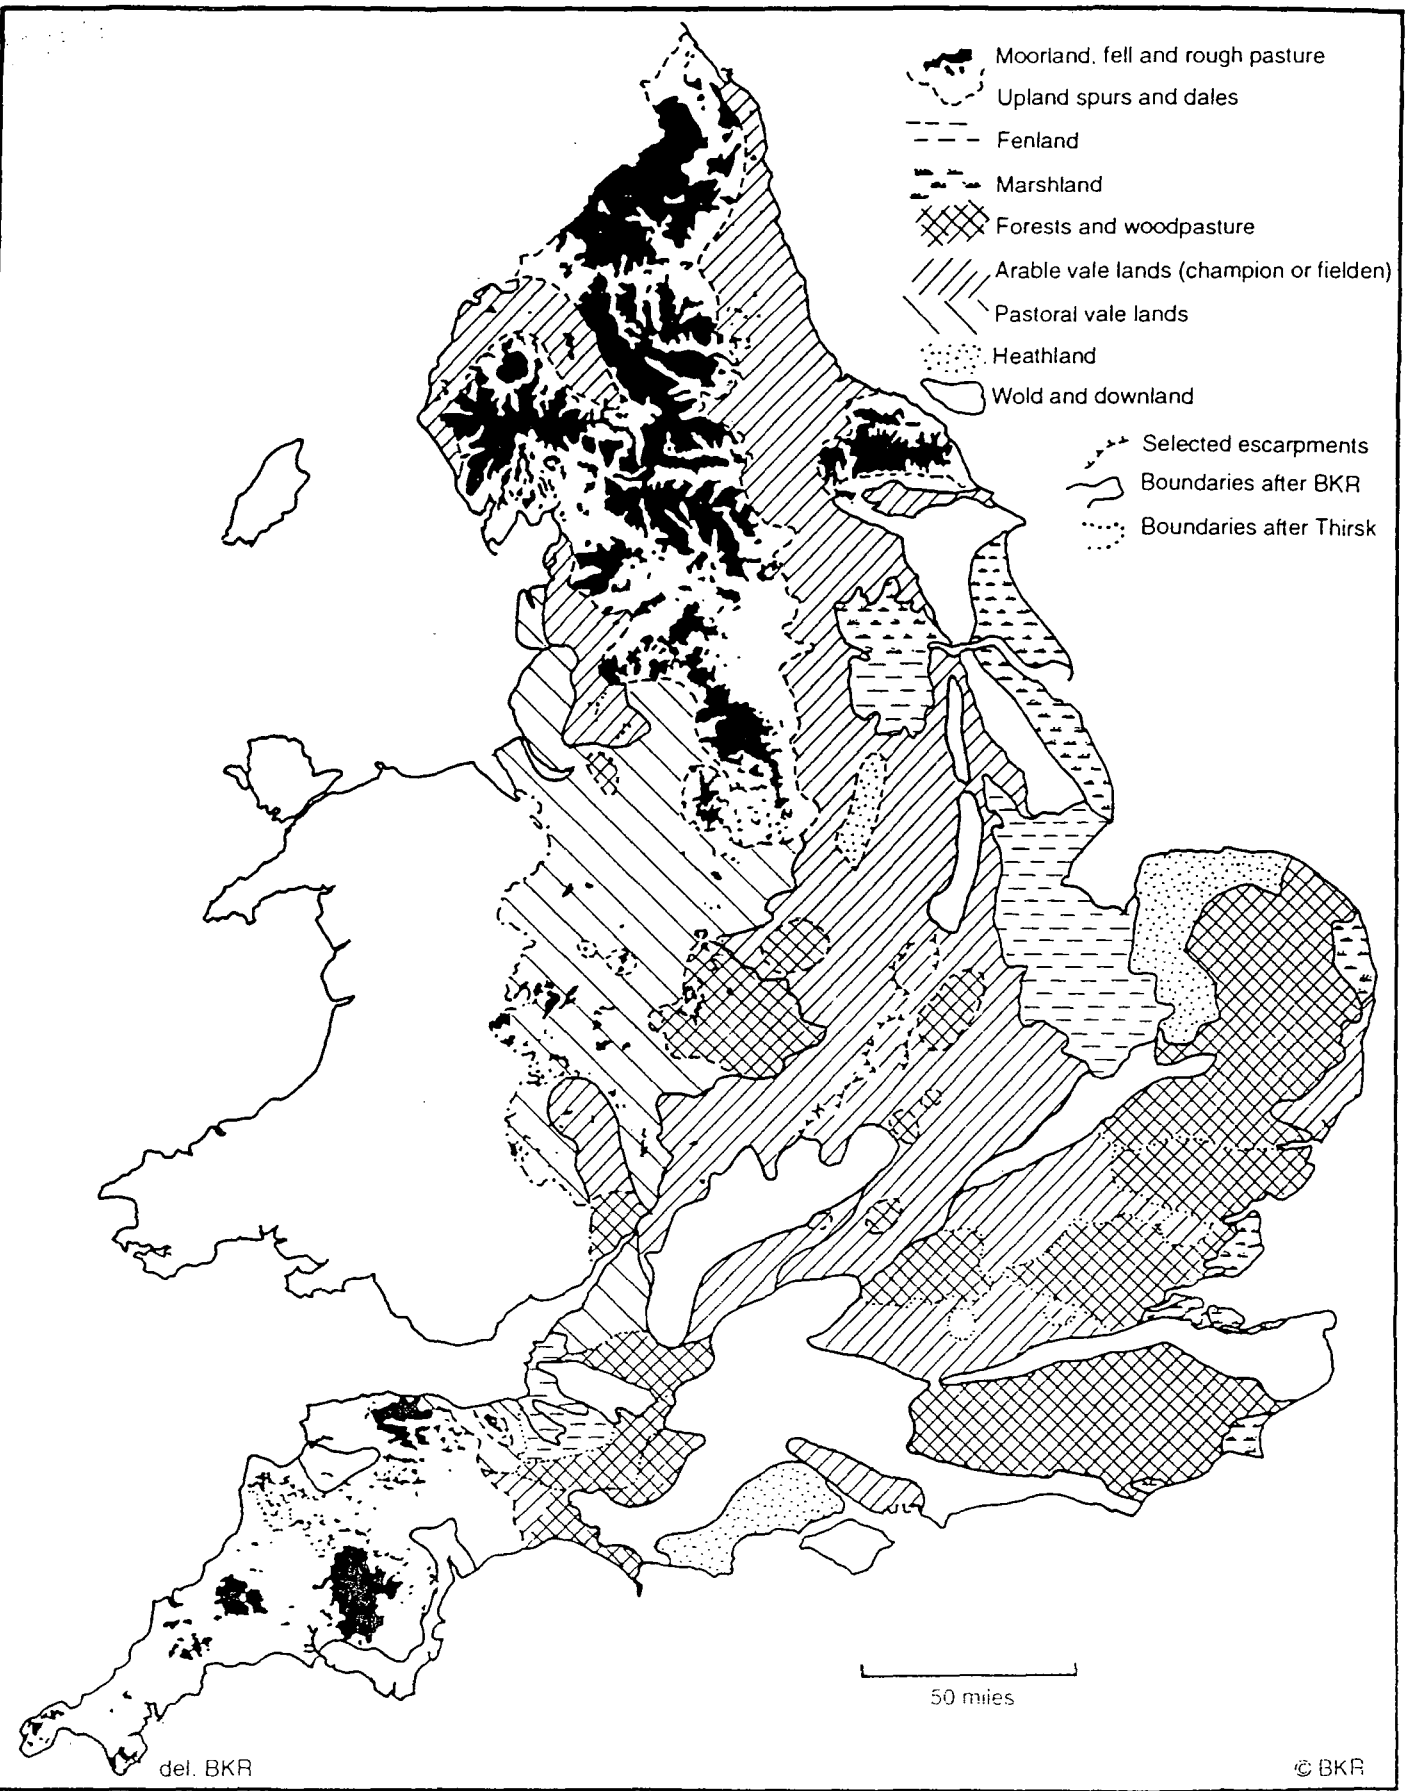 Moorland, fell and rough pasture
Upland spurs and dales
Fenland
Marshland
Forests and woodpasture
Arable vale lands (champion or fielden)
Pastoral vale lands
Heathland
Wold and downland
Selected escarpments
Boundaries after BKR
Boundaries after Thirsk
50 miles
del. BKR
© BKR